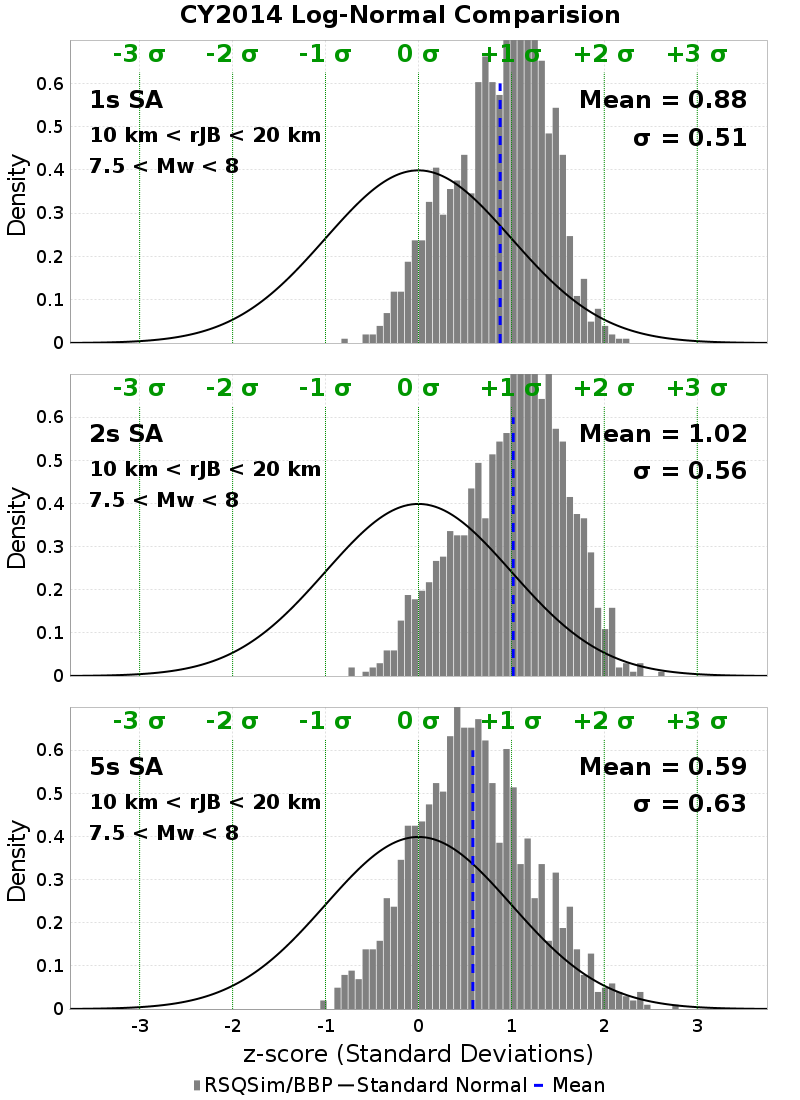 CY2014 Log-Normal Comparision
-3 σ -2 σ -1 σ 0 σ +1 σ +2 σ +3 σ
1s SA
Mean = 0.88
10 km < rJB < 20 km
σ = 0.51
7.5 < Mw < 8
Density
0.6
0.5
0.4
0.3
0.2
0.1
0
-3 σ -2 σ -1 σ 0 σ +1 σ +2 σ +3 σ
2s SA
Mean = 1.02
10 km < rJB < 20 km
σ = 0.56
7.5 < Mw < 8
Density
0.6
0.5
0.4
0.3
0.2
0.1
0
-3 σ -2 σ -1 σ 0 σ +1 σ +2 σ +3 σ
5s SA
Mean = 0.59
10 km < rJB < 20 km
σ = 0.63
7.5 < Mw < 8
Density
0.6
0.5
0.4
0.3
0.2
0.1
0
-3 -2 -1 0 1 2 3
z-score (Standard Deviations)
RSQSim/BBP Standard Normal Mean